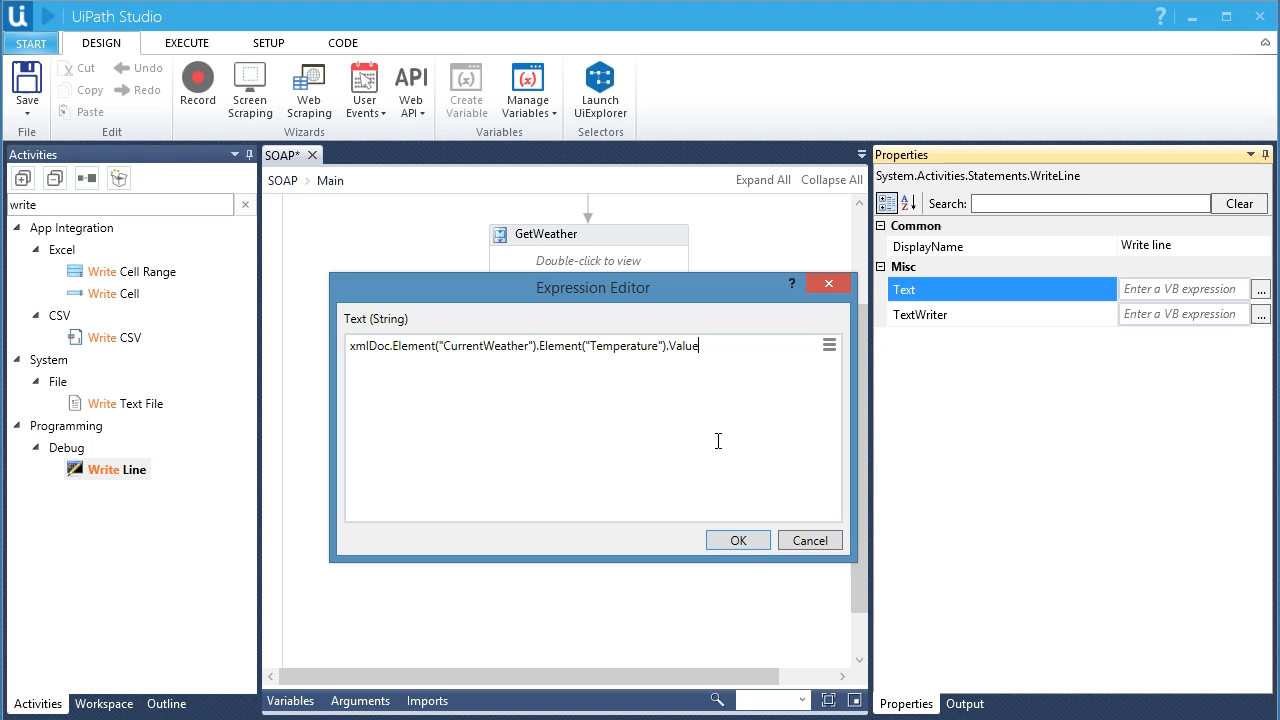 UiPath Studio
START DESIGN EXECUTE SETUP CODE
Save
File
Cut
Copy
Paste
Undo
Redo
Edit
Record
Screen
Scraping
Web
Scraping
User
Events
API
Web
API
Wizards
Create
Variable
Manage
Variables
Variables
Launch
UiExplorer
Selectors
Activities
write
App Integration
Excel
Write Cell Range
Write Cell
CSV
Write CSV
System
File
Write Text File
Programming
Debug
Write Line
Activities Workspace Outline
SOAP*
SOAP > Main
Expand All Collapse All
GetWeather
Double-click to view
Expression Editor
Text (String)
xmlDoc.Element("CurrentWeather").Element("Temperature").Value
OK Cancel
Variables Arguments Imports
Properties
System.Activities.Statements.WriteLine
Search: Clear
Common
DisplayName Write line
Misc
Text Enter a VB expression ...
TextWriter Enter a VB expression ...
Properties Output